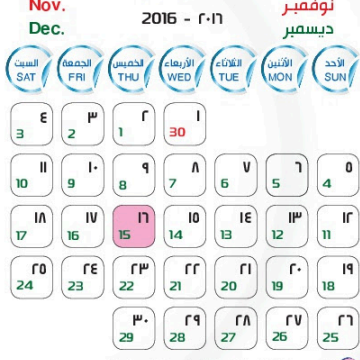 نوفمبر Nov.
2016 - ٢٠١٦
ديسمبر Dec.
الأحد الأثنين الثلاثاء الأربعاء الخميس الجمعة السبت
SAT FRI THU WED TUE MON SUN
٤ ٣ ٢ ١
3 2 1 30
١١ ١٠ ٩ ٨ ٧ ٦ ٥
10 9 8 7 6 5 4
١٨ ١٧ ١٦ ١٥ ١٤ ١٣ ١٢
17 16 15 14 13 12 11
٢٥ ٢٤ ٢٣ ٢٢ ٢١ ٢٠ ١٩
24 23 22 21 20 19 18
٣٠ ٢٩ ٢٨ ٢٧ ٢٦
29 28 27 26 25